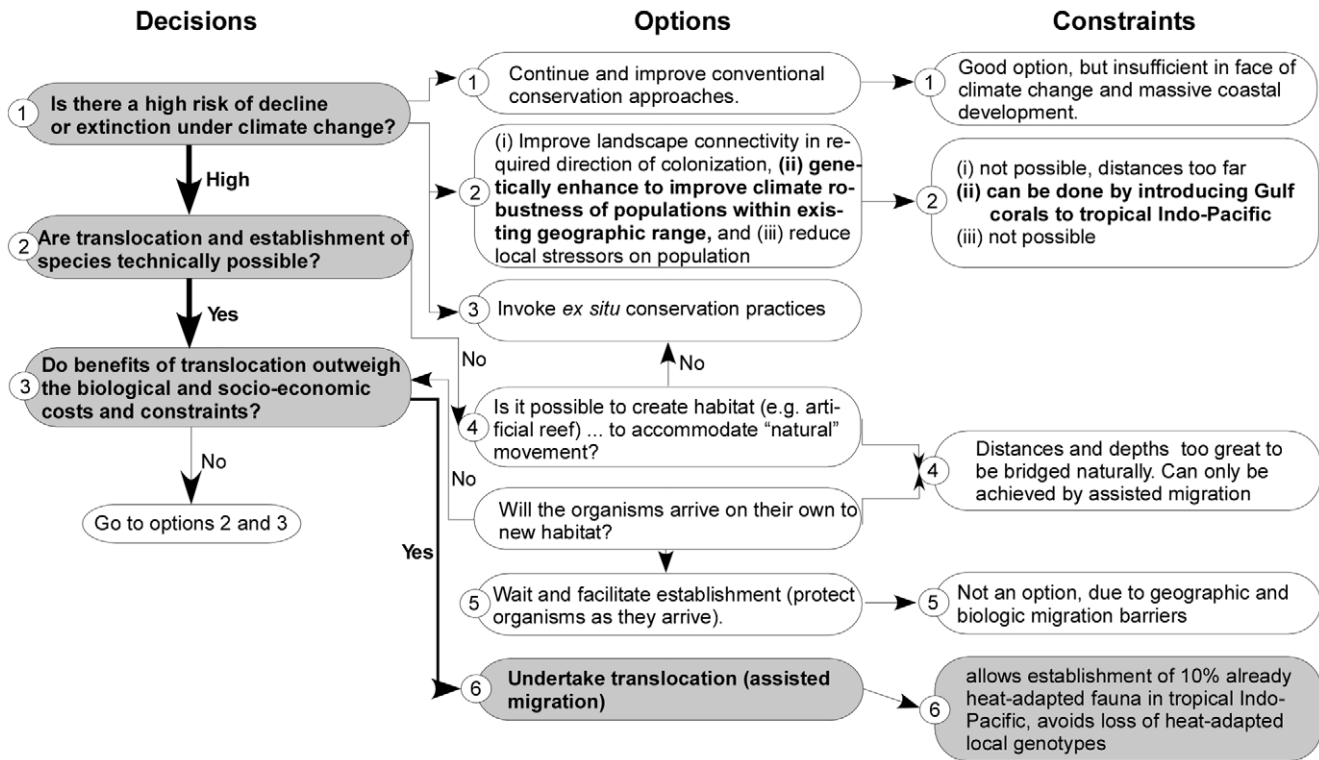 Decisions
Options
Constraints
1
Is there a high risk of decline
or extinction under climate change?
High
2
Are translocation and establishment of
species technically possible?
Yes
No
3
Do benefits of translocation outweigh
the biological and socio-economic
costs and constraints?
No
Go to options 2 and 3
Yes
No
1
Continue and improve conventional
conservation approaches.
1
Good option, but insufficient in face of
climate change and massive coastal
development.
2
(i) Improve landscape connectivity in re-
quired direction of colonization, (ii) gene-
tically enhance to improve climate ro-
bustness of populations within exis-
ting geographic range, and (iii) reduce
local stressors on population
2
(i) not possible, distances too far
(ii) can be done by introducing Gulf
corals to tropical Indo-Pacific
(iii) not possible
3
Invoke ex situ conservation practices
No
4
Is it possible to create habitat (e.g. arti-
ficial reef) ... to accommodate “natural”
movement?
Will the organisms arrive on their own to
new habitat?
4
Distances and depths too great to
be bridged naturally. Can only be
achieved by assisted migration
5
Wait and facilitate establishment (protect
organisms as they arrive).
5
Not an option, due to geographic and
biologic migration barriers
6
Undertake translocation (assisted
migration)
6
allows establishment of 10% already
heat-adapted fauna in tropical Indo-
Pacific, avoids loss of heat-adapted
local genotypes